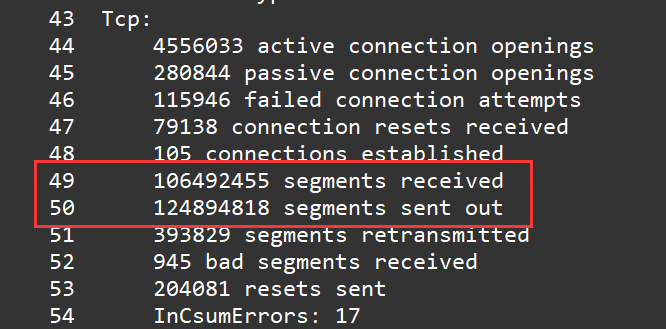 43 Tcp:
44 4556033 active connection openings
45 280844 passive connection openings
46 115946 failed connection attempts
47 79138 connection resets received
48 105 connections established
49 106492455 segments received
50 124894818 segments sent out
51 393829 segments retransmitted
52 945 bad segments received
53 204081 resets sent
54 InCsumErrors: 17